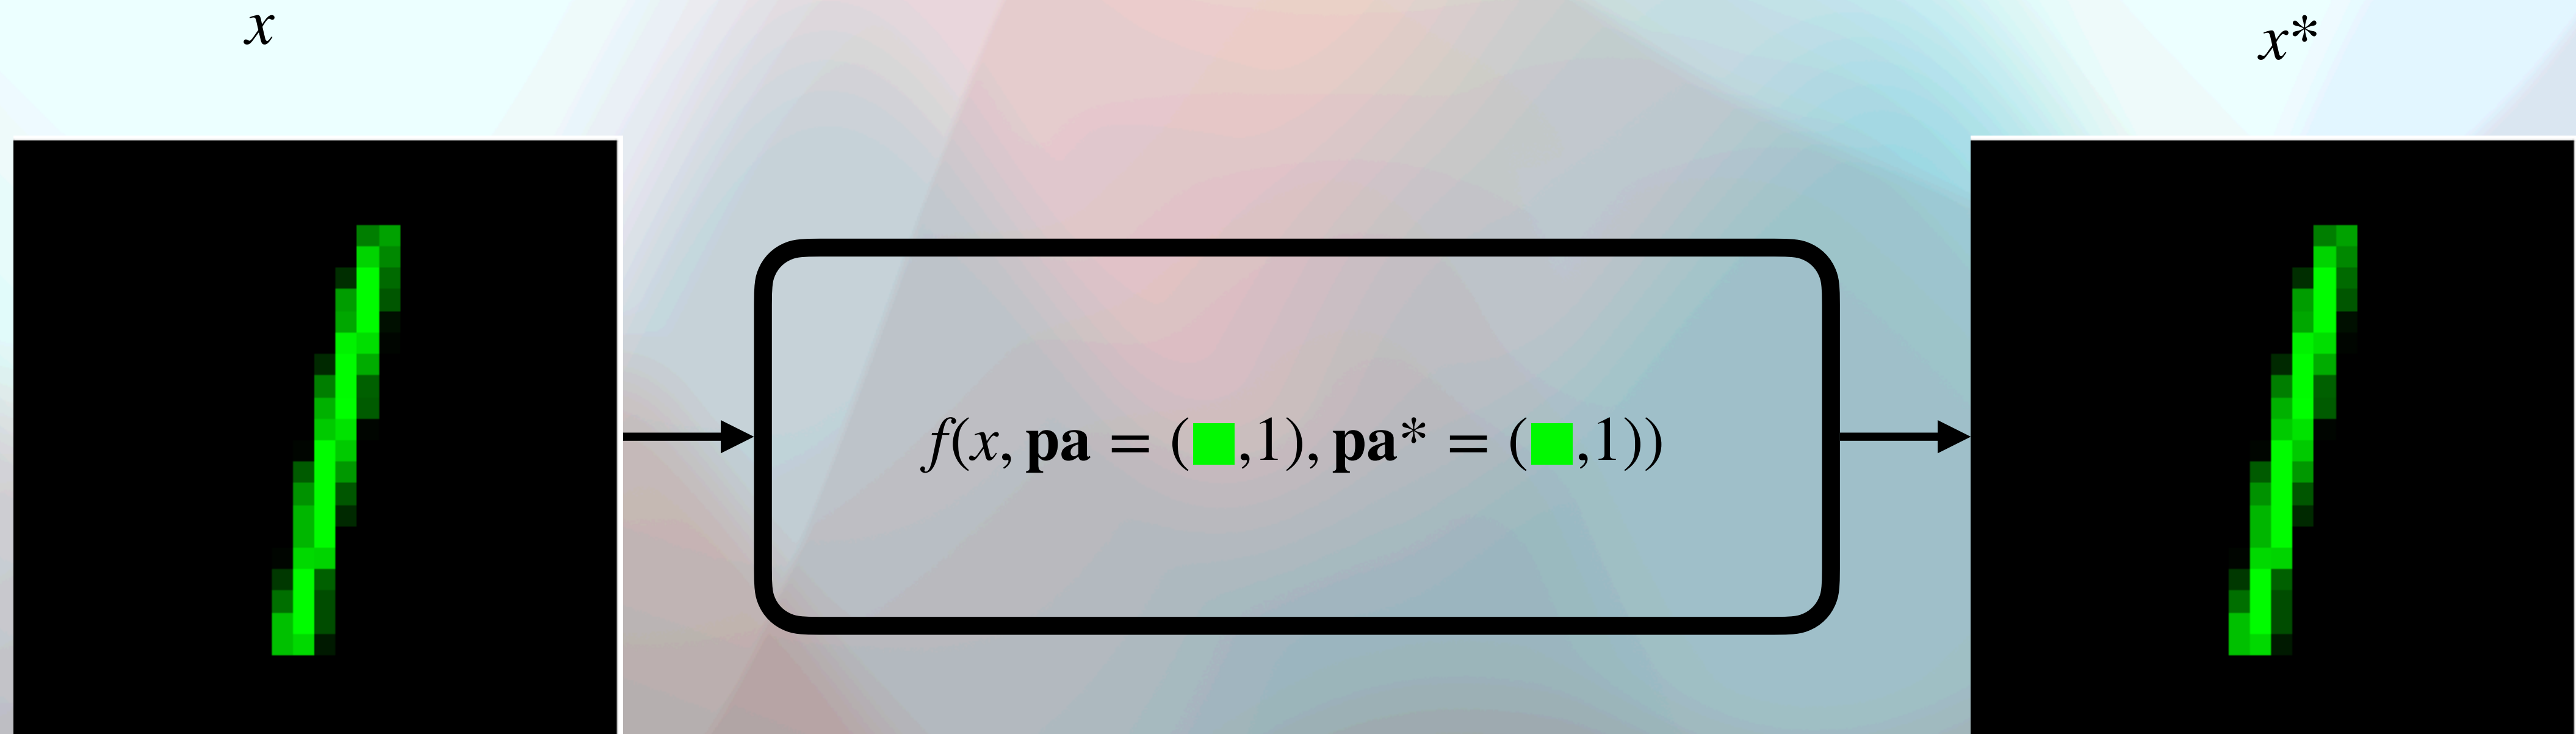 x
x*
f(x, pa = (■,1), pa* = (■,1))